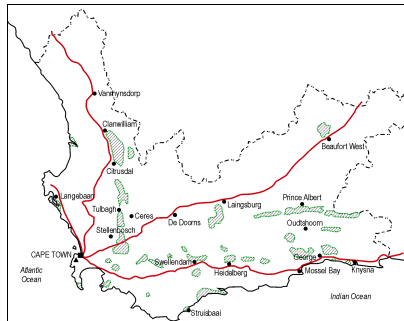 Vanrhynsdorp
Clanwilliam
Beaufort West
Citrusdal
Langebaan
Prince Albert
Laingsburg
Tulbagh
Ceres
De Doorns
Oudtshoorn
Stellenbosch
CAPE TOWN
George
Swellendam
Knysna
Atlantic
Ocean
Heidelberg
Mossel Bay
Indian Ocean
Struisbaai